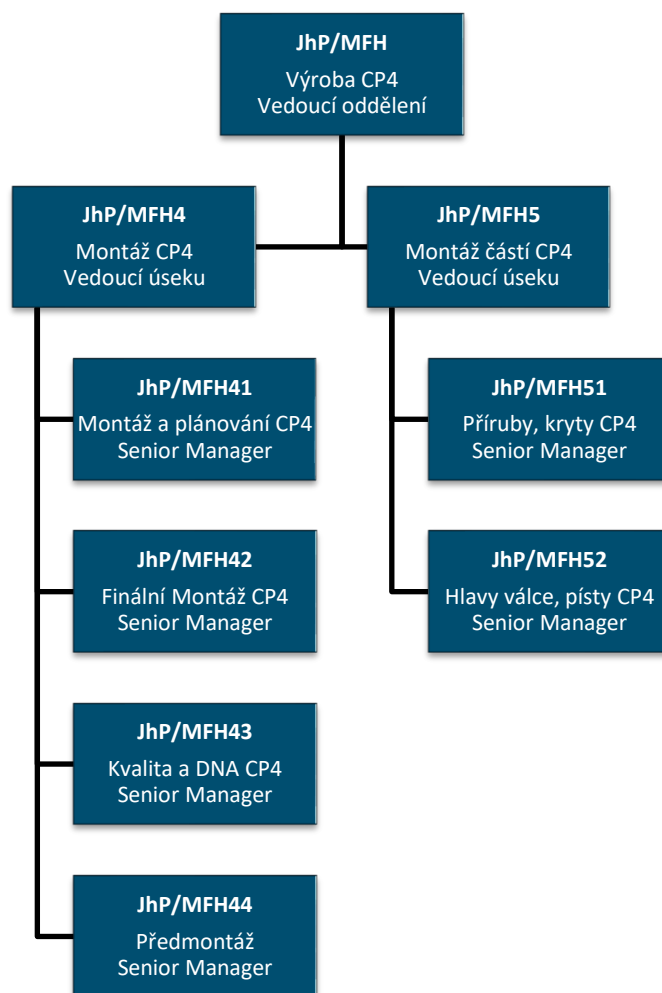 JhP/MFH
Výroba CP4
Vedoucí oddělení
JhP/MFH4
Montáž CP4
Vedoucí úseku
JhP/MFH5
Montáž částí CP4
Vedoucí úseku
JhP/MFH41
Montáž a plánování CP4
Senior Manager
JhP/MFH51
Příruby, kryty CP4
Senior Manager
JhP/MFH42
Finální Montáž CP4
Senior Manager
JhP/MFH52
Hlavy válce, písty CP4
Senior Manager
JhP/MFH43
Kvalita a DNA CP4
Senior Manager
JhP/MFH44
Předmontáž
Senior Manager